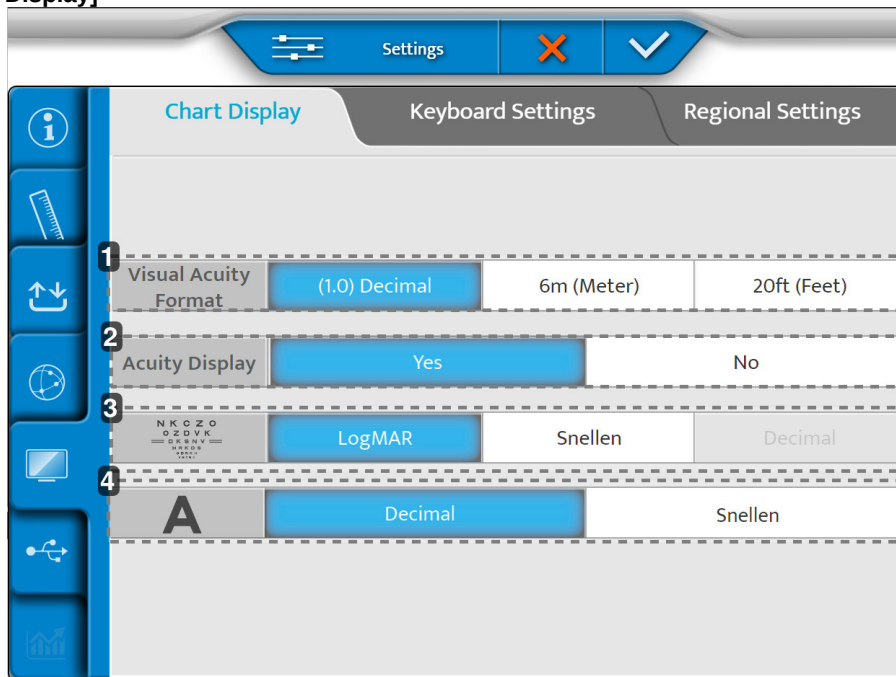 Display]
Settings
Chart Display Keyboard Settings Regional Settings
1
Visual Acuity Format (1.0) Decimal 6m (Meter) 20ft (Feet)
2
Acuity Display Yes No
3
N K C Z O
O Z D V K
D K S N V
H R K D S
LogMAR Snellen Decimal
4
A Decimal Snellen